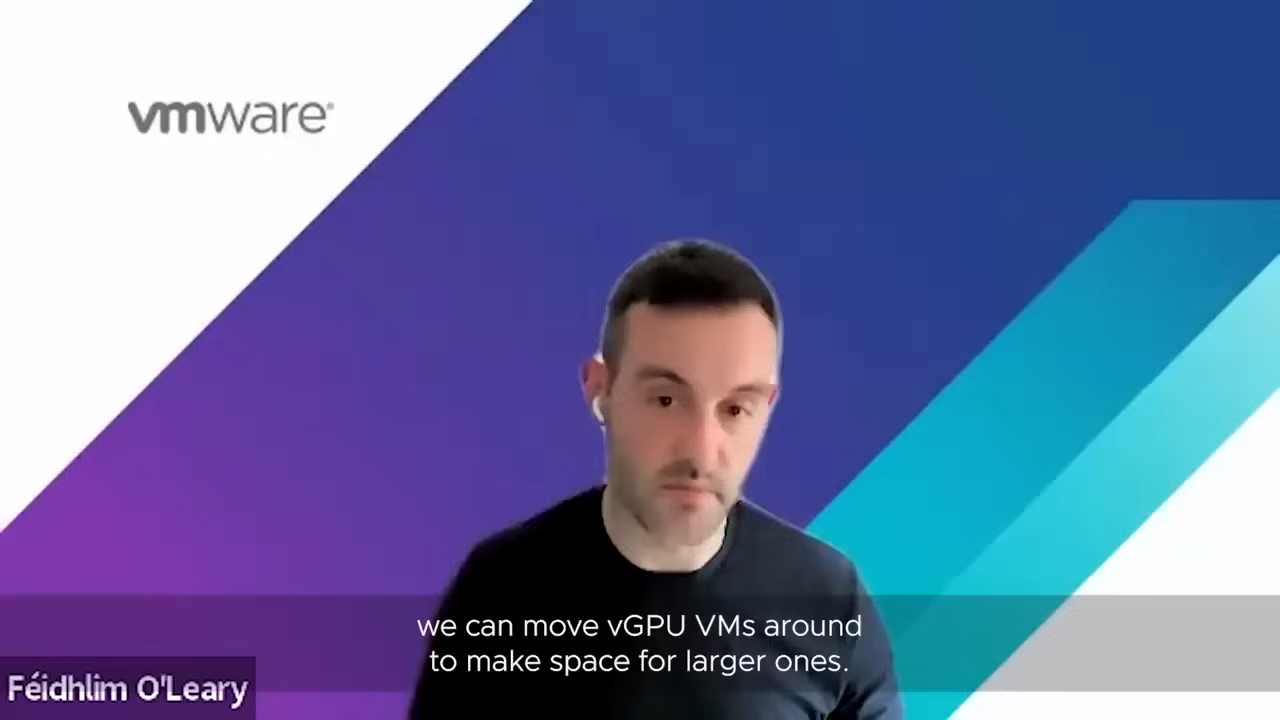 vmware®
we can move vGPU VMs around
to make space for larger ones.
Féidhlim O'Leary